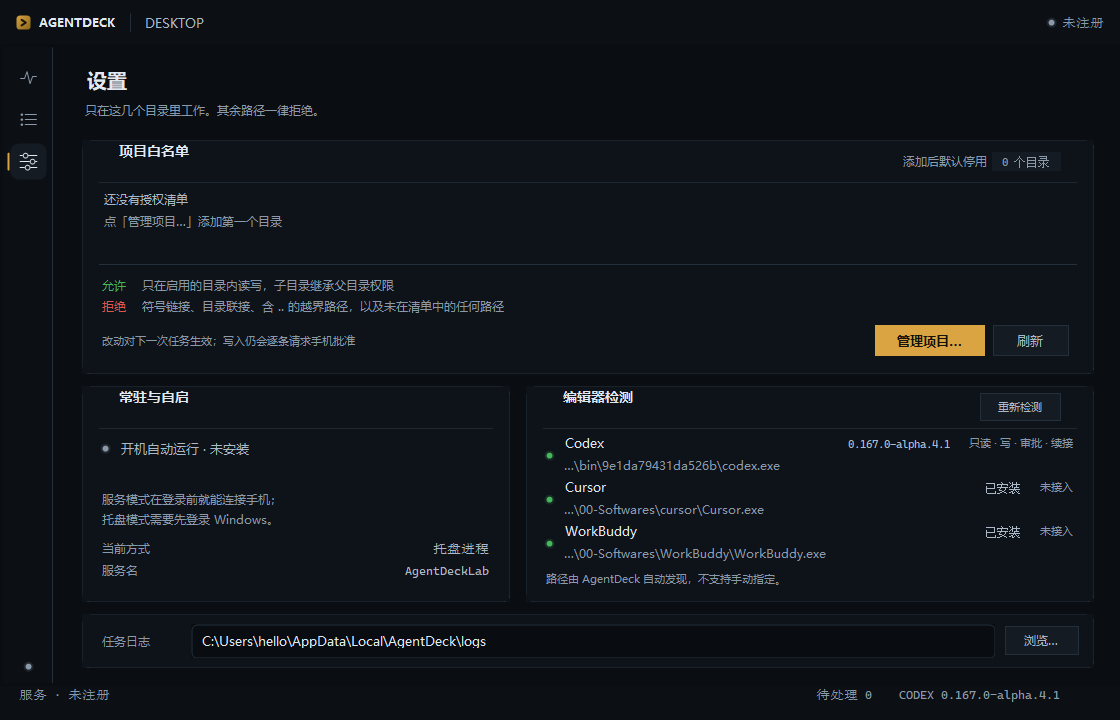 AGENTDECK DESKTOP 未注册
设置
只在这几个目录里工作。其余路径一律拒绝。
项目白名单
添加后默认停用 0 个目录
还没有授权清单
点「管理项目…」添加第一个目录
允许 只在启用的目录内读写，子目录继承父目录权限
拒绝 符号链接、目录联接、含 .. 的越界路径，以及未在清单中的任何路径
改动对下一次任务生效；写入仍会逐条请求手机批准
管理项目… 刷新
常驻与自启
开机自动运行 · 未安装
服务模式在登录前就能连接手机；
托盘模式需要先登录 Windows。
当前方式 托盘进程
服务名 AgentDeckLab
编辑器检测 重新检测
Codex 0.167.0-alpha.4.1 只读 · 写 · 审批 · 续接
…\bin\9e1da79431da526b\codex.exe
Cursor 已安装 未接入
…\00-Softwares\cursor\Cursor.exe
WorkBuddy 已安装 未接入
…\00-Softwares\WorkBuddy\WorkBuddy.exe
路径由 AgentDeck 自动发现，不支持手动指定。
任务日志 C:\Users\hello\AppData\Local\AgentDeck\logs 浏览…
服务 · 未注册 待处理 0 CODEX 0.167.0-alpha.4.1